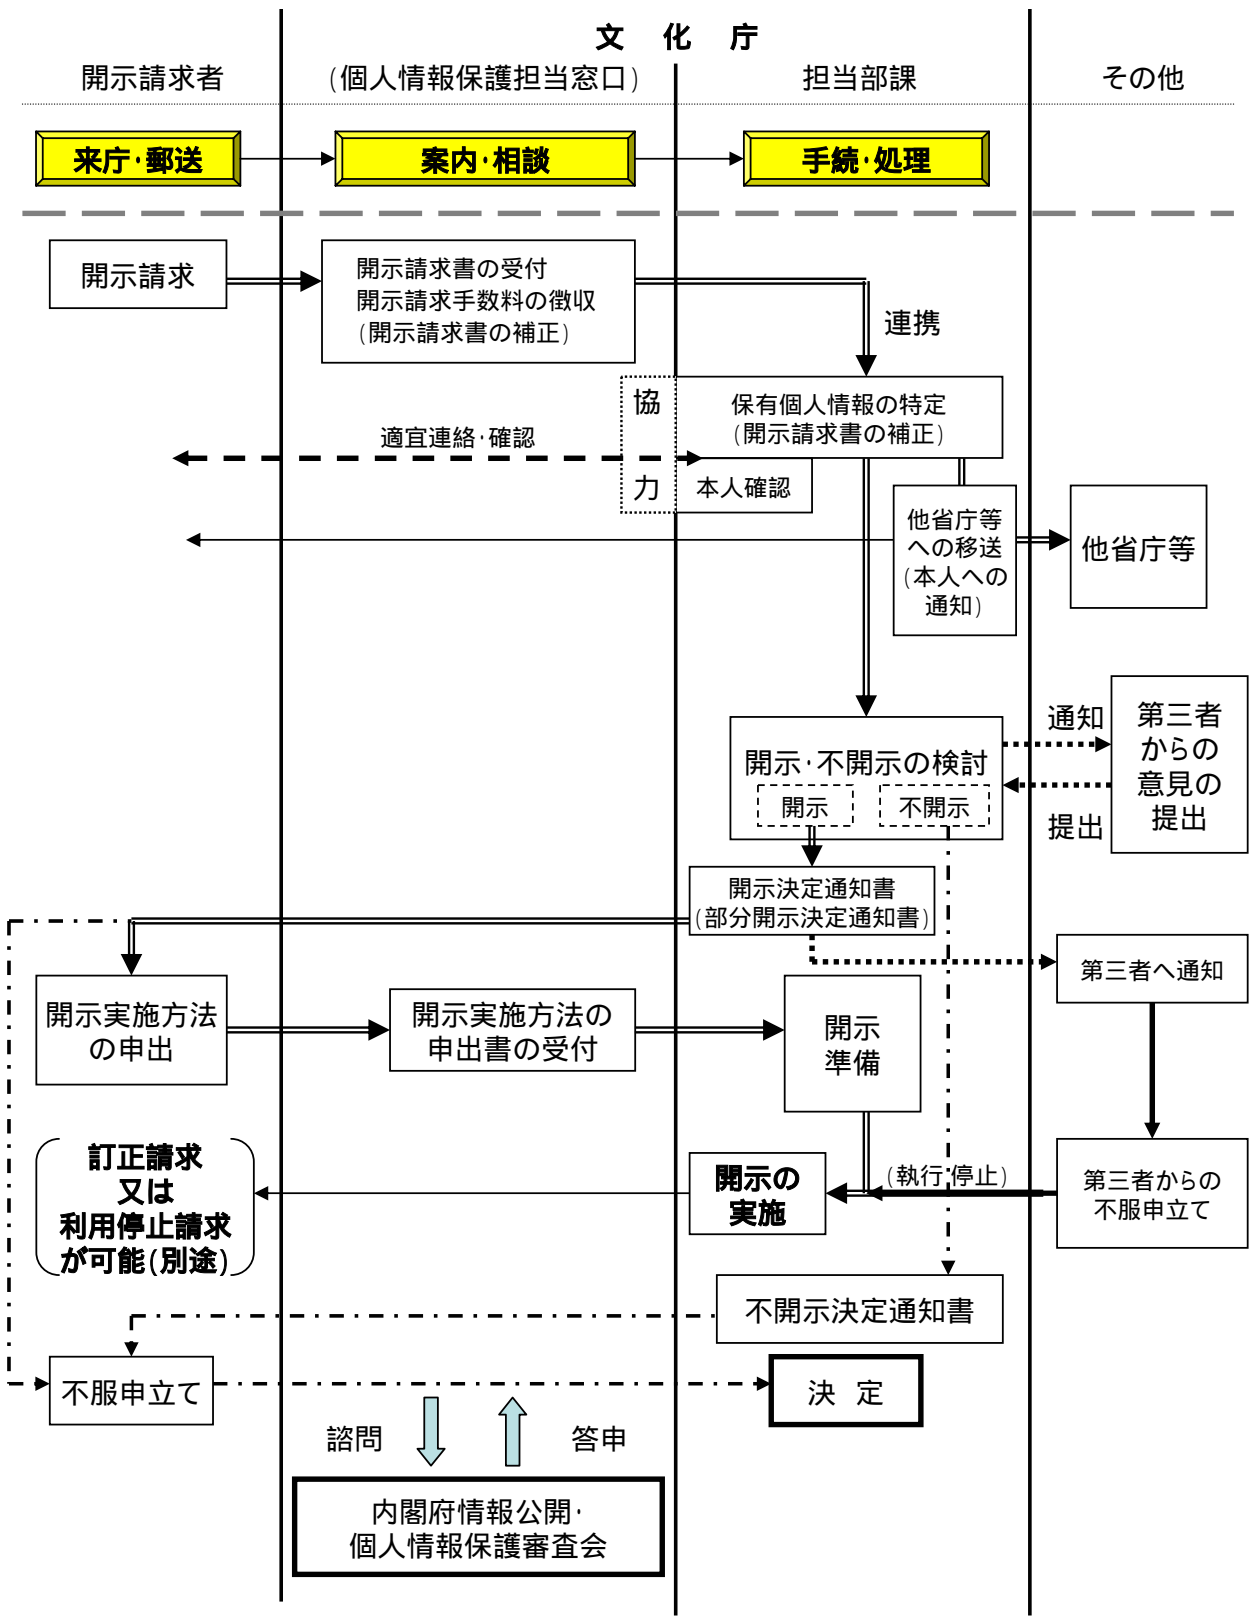 文 化 庁
開示請求者
(個人情報保護担当窓口)
担当部課
その他
来庁･郵送
案内･相談
手続･処理
開示請求
開示請求書の受付
開示請求手数料の徴収
(開示請求書の補正)
連携
協
力
保有個人情報の特定
(開示請求書の補正)
適宜連絡･確認
本人確認
他省庁等
への移送
(本人への
通知)
他省庁等
開示･不開示の検討
開示
不開示
通知
提出
第三者
からの
意見の
提出
開示決定通知書
(部分開示決定通知書)
第三者へ通知
開示実施方法
の申出
開示実施方法の
申出書の受付
開示
準備
訂正請求
又は
利用停止請求
が可能(別途)
開示の
実施
(執行 停止)
第三者からの
不服申立て
不開示決定通知書
不服申立て
決 定
諮問
答申
内閣府情報公開･
個人情報保護審査会